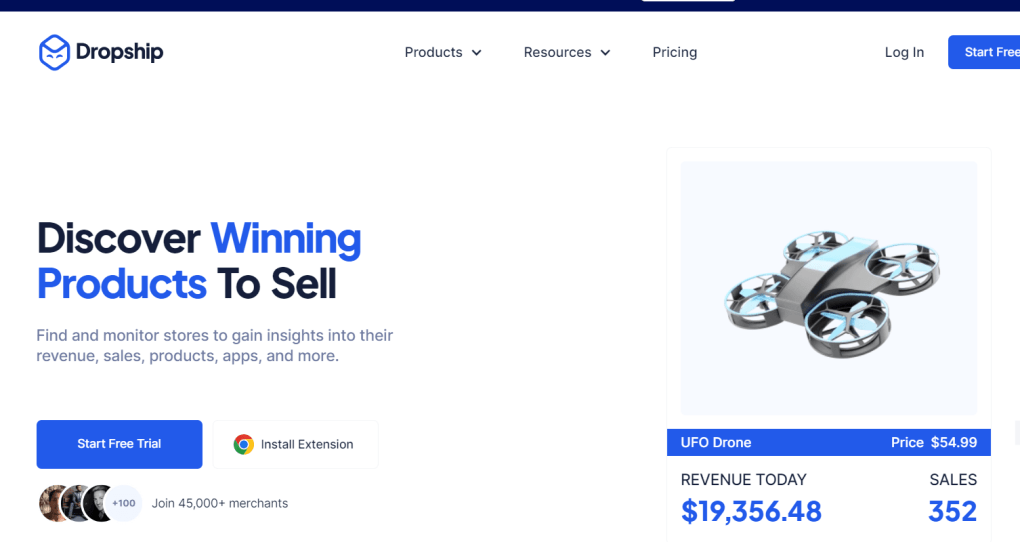 Dropship
Products
Resources
Pricing
Log In
Start Free
Discover Winning
Products To Sell
Find and monitor stores to gain insights into their
revenue, sales, products, apps, and more.
Start Free Trial
Install Extension
+100
Join 45,000+ merchants
UFO Drone
Price $54.99
REVENUE TODAY
SALES
$19,356.48
352